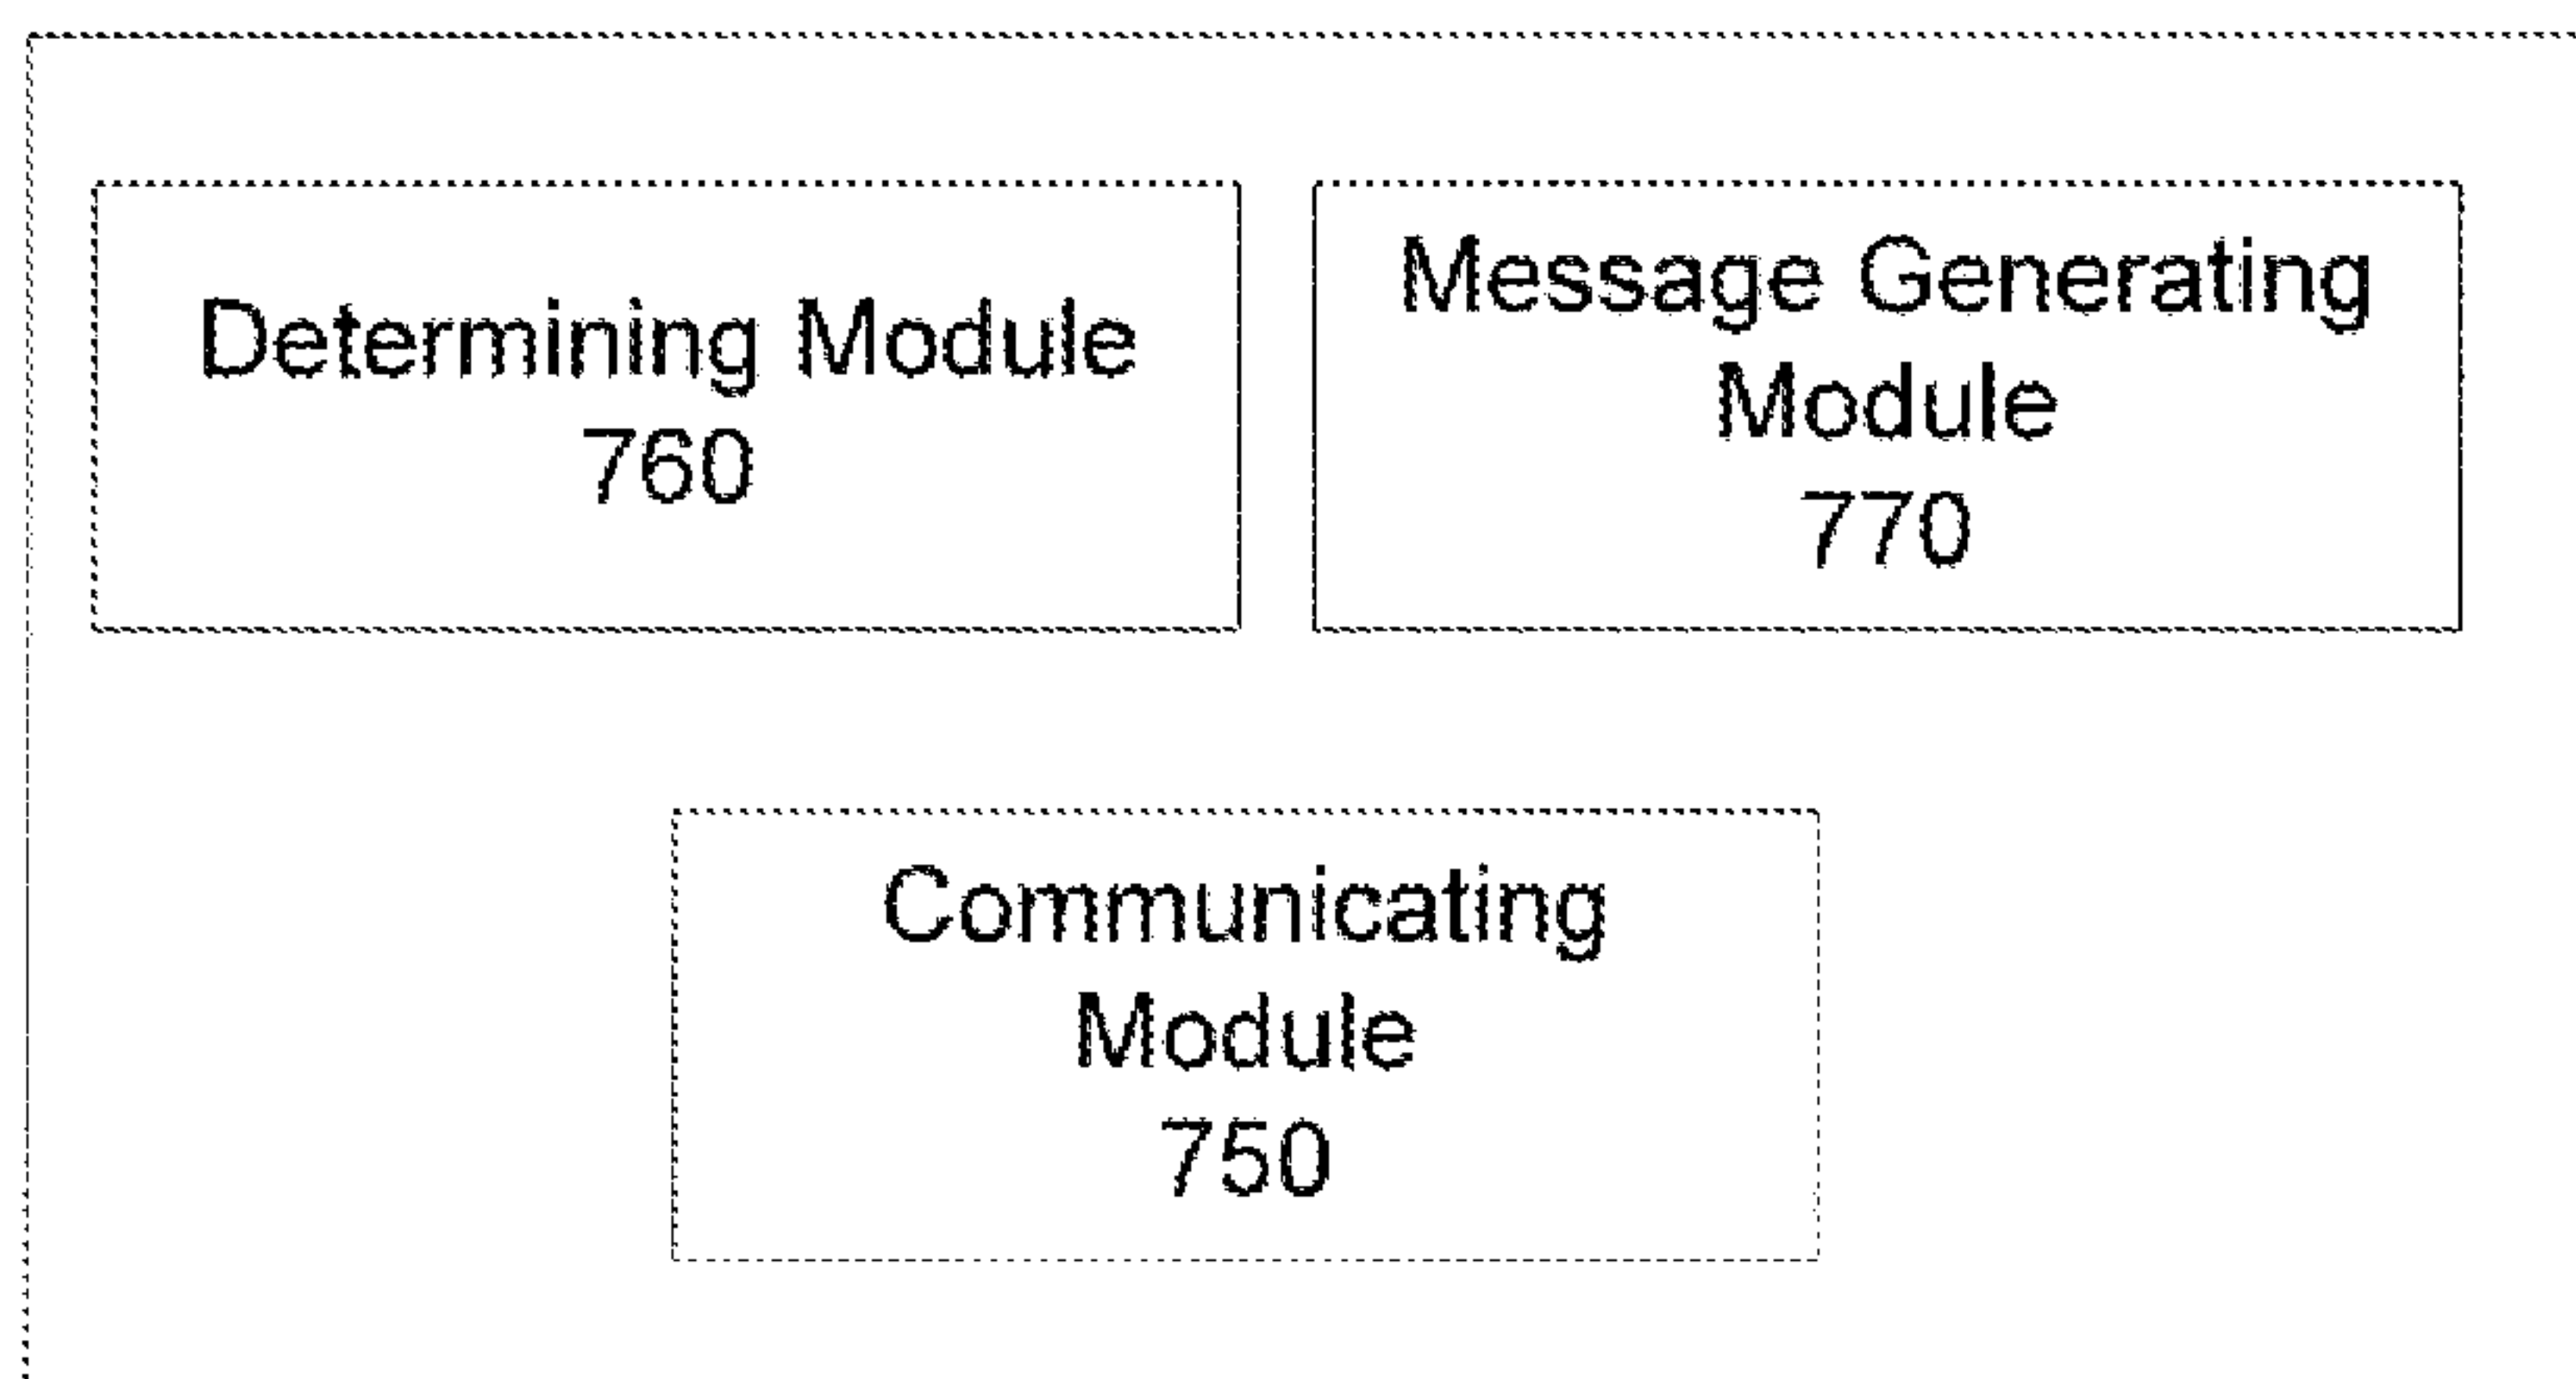 Determining Module
760
Message Generating
Module
770
Communicating
Module
750